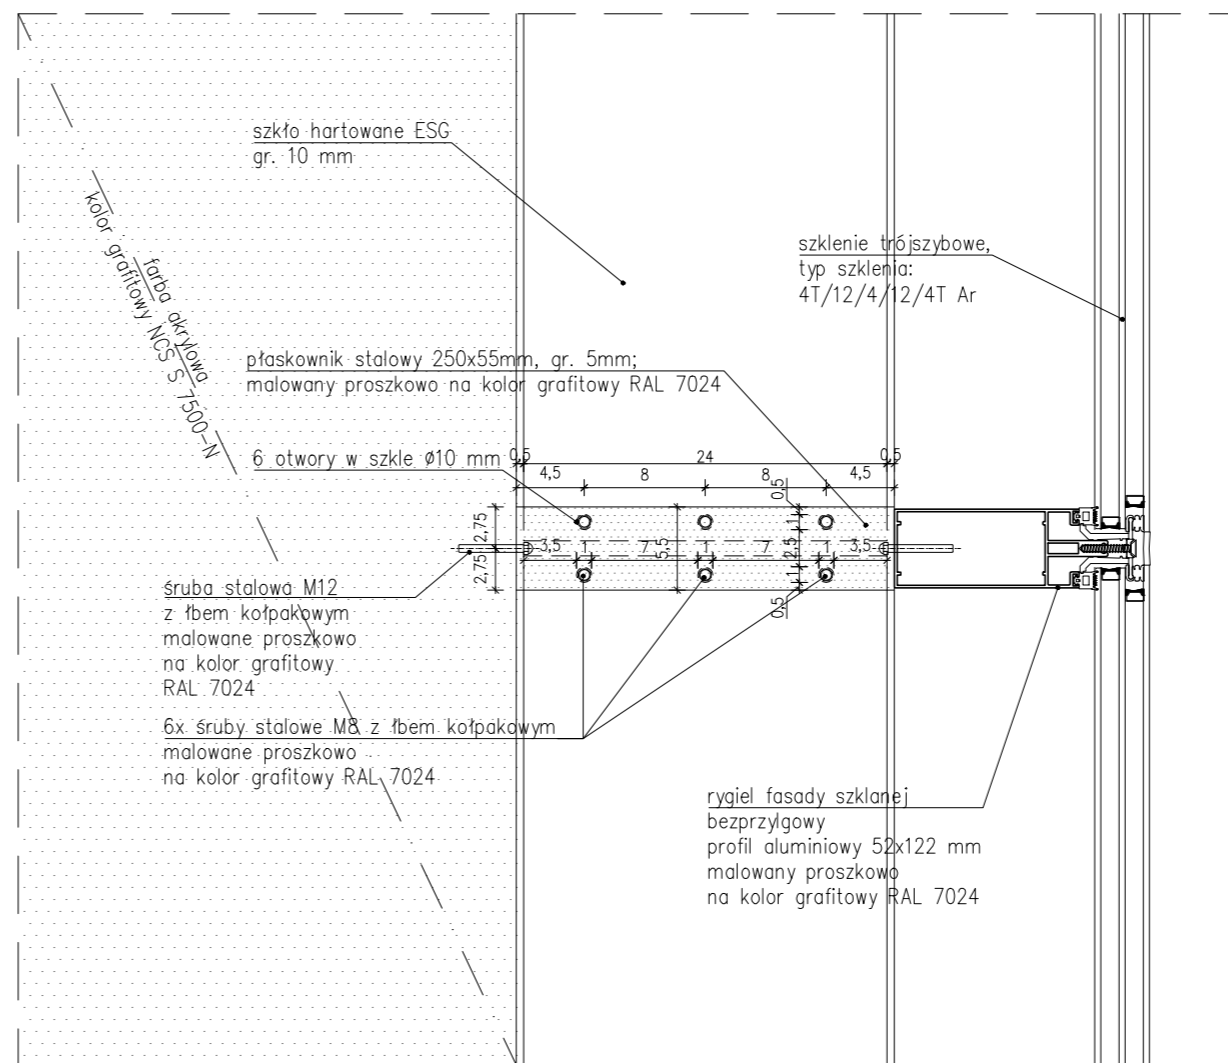 szkło hartowane ESG
gr. 10 mm
farba akrylowa
kolor grafitowy NCS S 7500-N
szklenie trójszybowe,
typ szklenia:
4T/12/4/12/4T Ar
płaskownik stalowy 250x55mm, gr. 5mm;
malowany proszkowo na kolor grafitowy RAL 7024
6 otwory w szkle Ø10 mm
0,5
24
0,5
4,5
8
8
4,5
0,5
1
2,5
1
0,5
2,75
2,75
5,5
3,5
1
7
1
7
1
3,5
śruba stalowa M12
z łbem kołpakowym
malowane proszkowo
na kolor grafitowy
RAL 7024
6x śruby stalowe M8 z łbem kołpakowym
malowane proszkowo
na kolor grafitowy RAL 7024
rygiel fasady szklanej
bezprzylgowy
profil aluminiowy 52x122 mm
malowany proszkowo
na kolor grafitowy RAL 7024